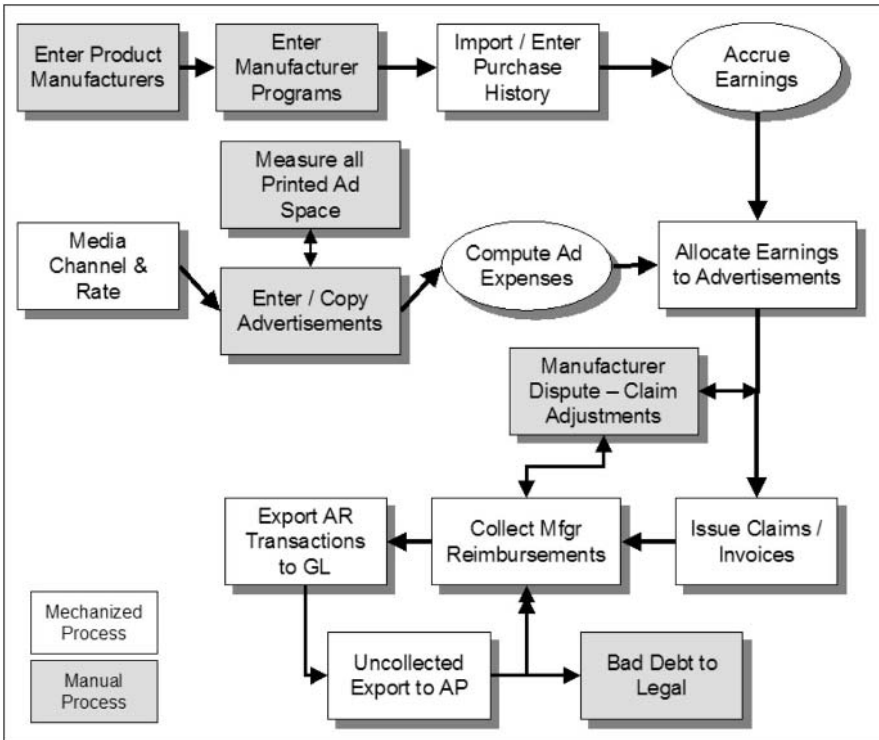 Enter Product
Manufacturers
Enter
Manufacturer
Programs
Import / Enter
Purchase
History
Accrue
Earnings
Measure all
Printed Ad
Space
Media
Channel &
Rate
Enter / Copy
Advertisements
Compute Ad
Expenses
Allocate Earnings
to Advertisements
Manufacturer
Dispute – Claim
Adjustments
Export AR
Transactions
to GL
Collect Mfgr
Reimbursements
Issue Claims /
Invoices
Mechanized
Process
Manual
Process
Uncollected
Export to AP
Bad Debt to
Legal